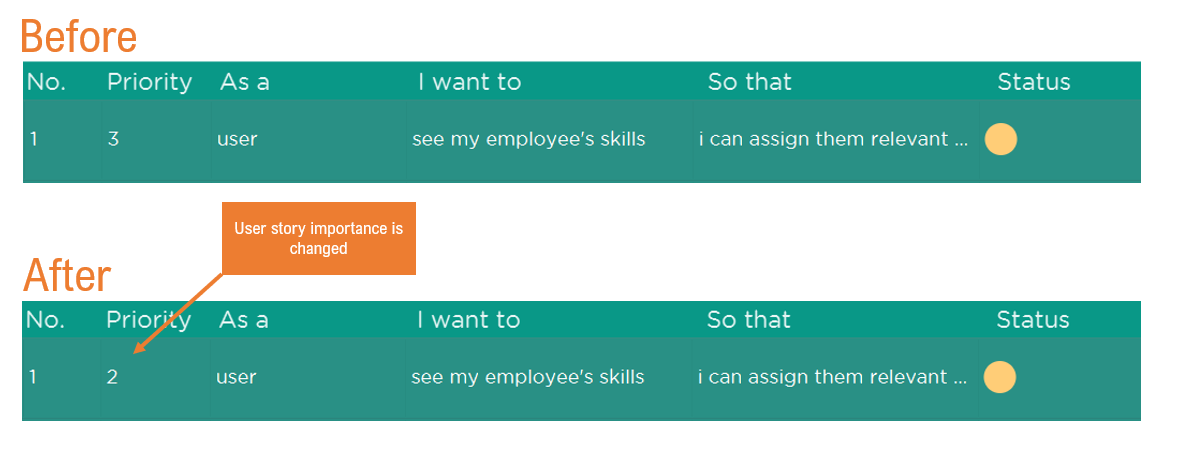 Before
No. Priority As a I want to So that Status
1 3 user see my employee's skills i can assign them relevant ...
User story importance is
changed
After
No. Priority As a I want to So that Status
1 2 user see my employee's skills i can assign them relevant ...